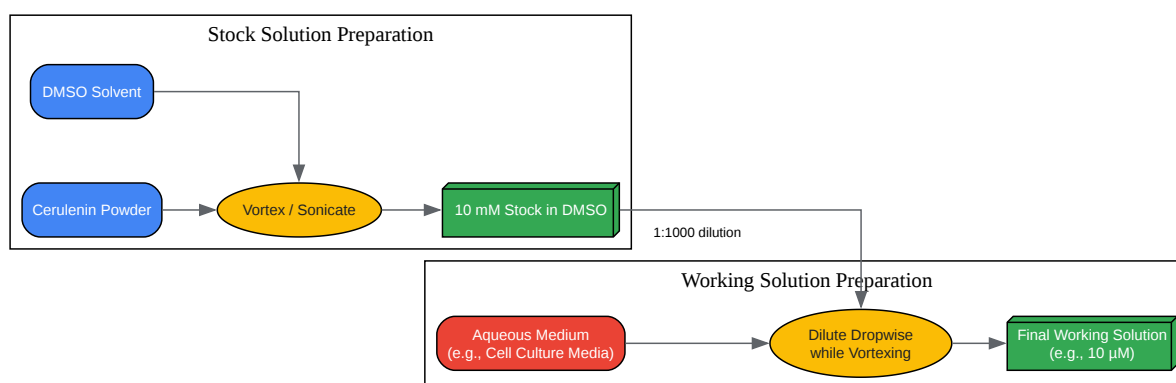 Stock Solution Preparation
DMSO Solvent
Cerulenin Powder
Vortex / Sonicate
10 mM Stock in DMSO
1:1000 dilution
Working Solution Preparation
Aqueous Medium
(e.g., Cell Culture Media)
Dilute Dropwise
while Vortexing
Final Working Solution
(e.g., 10 µM)